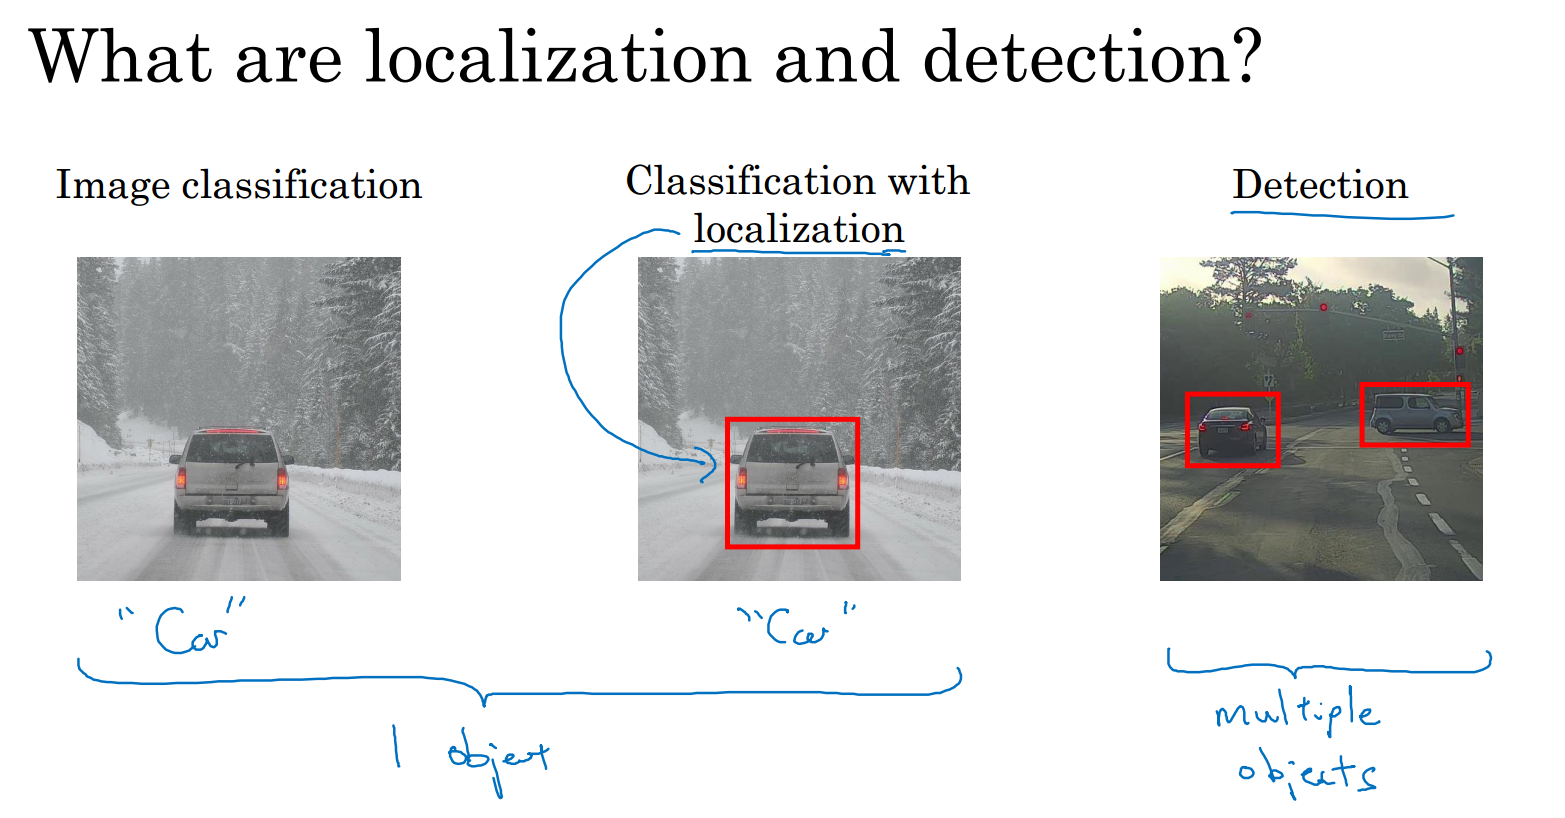 What are localization and detection?
Image classification
Classification with
localization
Detection
"Car"
"Car"
1 object
multiple
objects